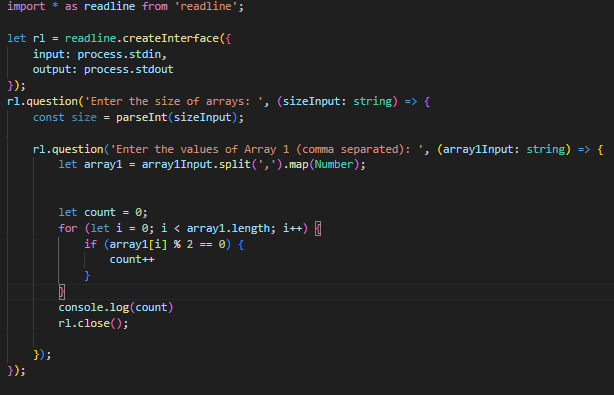 import * as readline from 'readline';
let rl = readline.createInterface({
input: process.stdin,
output: process.stdout
});
rl.question('Enter the size of arrays: ', (sizeInput: string) => {
const size = parseInt(sizeInput);
rl.question('Enter the values of Array 1 (comma separated): ', (array1Input: string) => {
let array1 = array1Input.split(',').map(Number);
let count = 0;
for (let i = 0; i < array1.length; i++) {
if (array1[i] % 2 == 0) {
count++
}
}
console.log(count)
rl.close();
});
});